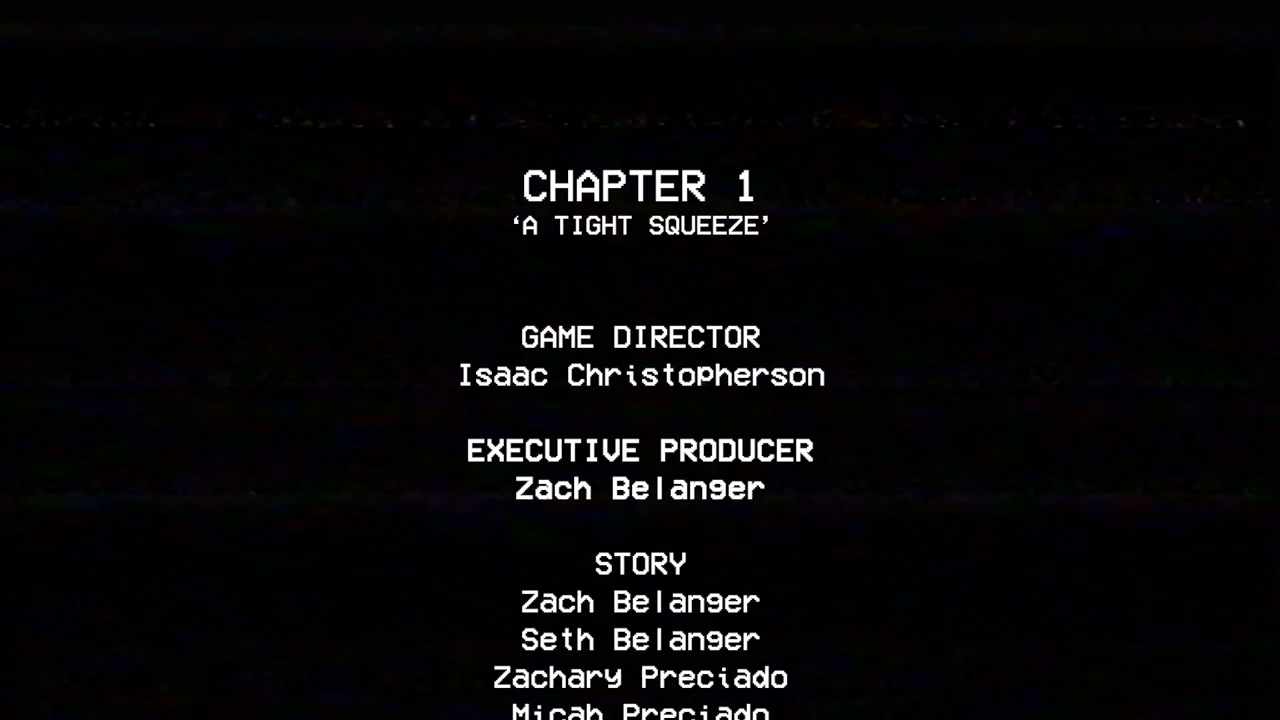 CHAPTER 1
‘A TIGHT SQUEEZE’
GAME DIRECTOR
Isaac Christopherson
EXECUTIVE PRODUCER
Zach Belanger
STORY
Zach Belanger
Seth Belanger
Zachary Preciado
Micah Preciado